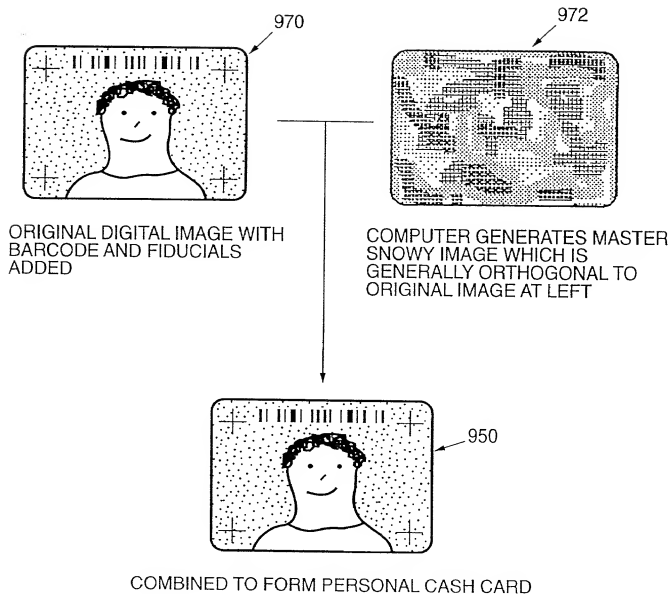 970
972
ORIGINAL DIGITAL IMAGE WITH
BARCODE AND FIDUCIALS
ADDED
COMPUTER GENERATES MASTER
SNOWY IMAGE WHICH IS
GENERALLY ORTHOGONAL TO
ORIGINAL IMAGE AT LEFT
950
COMBINED TO FORM PERSONAL CASH CARD